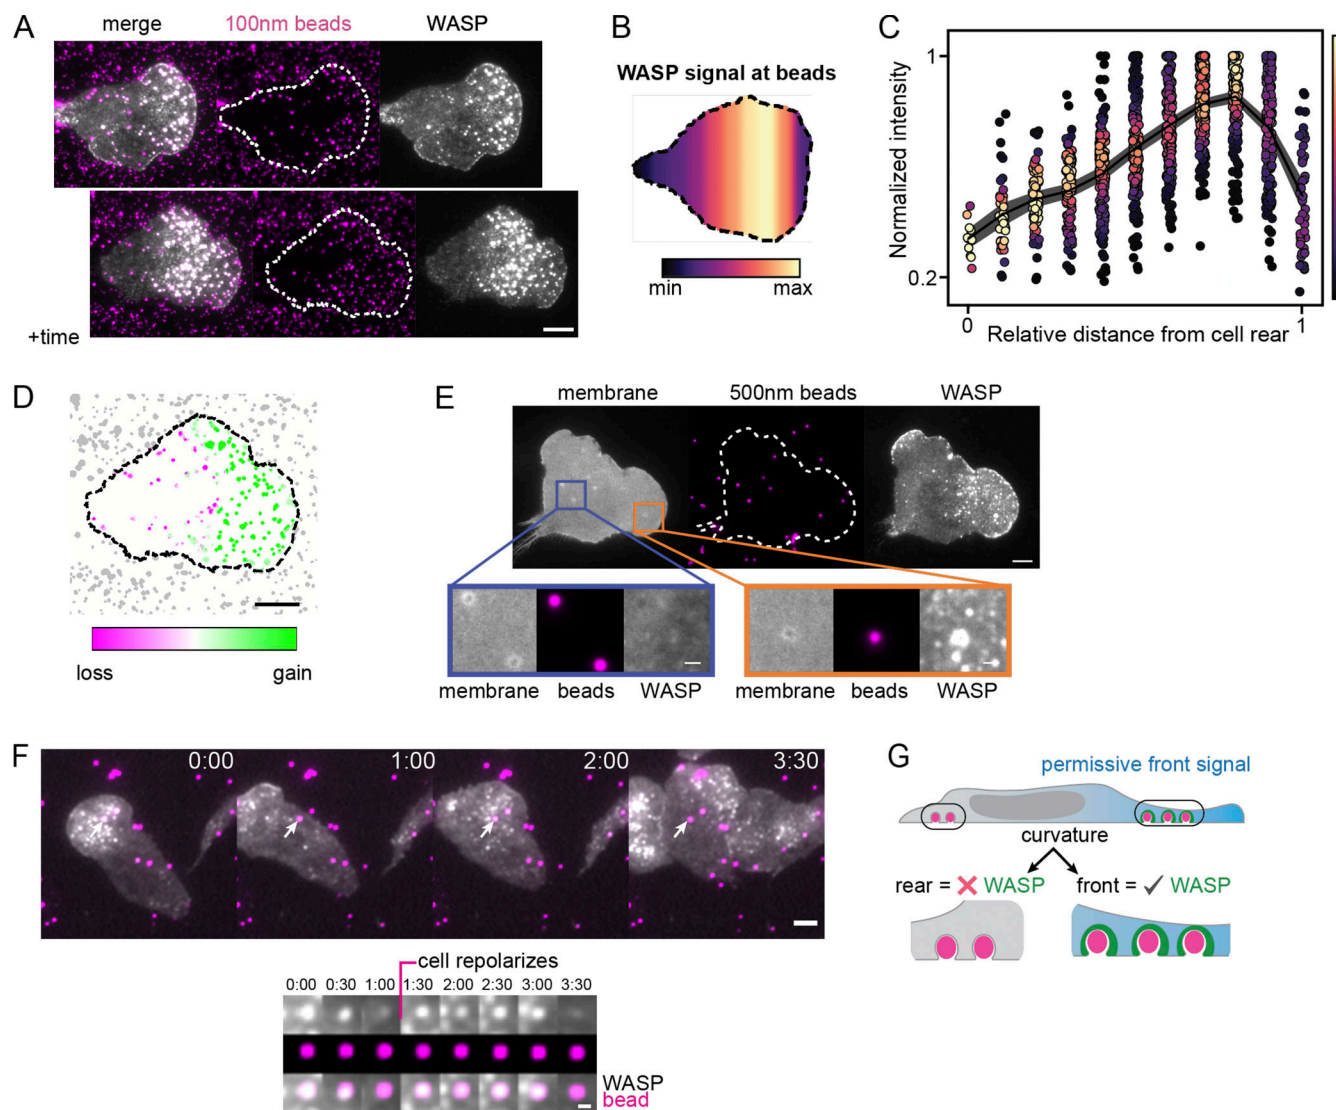 A
merge 100nm beads WASP
+time
B
WASP signal at beads
min max
C
Normalized intensity
1
0.2
0 1
Relative distance from cell rear
D
loss gain
E
membrane 500nm beads WASP
membrane beads WASP
membrane beads WASP
F
0:00 1:00 2:00 3:30
cell repolarizes
0:00 0:30 1:00 1:30 2:00 2:30 3:00 3:30
WASP
bead
G
permissive front signal
curvature
rear = ✗ WASP front = ✓ WASP